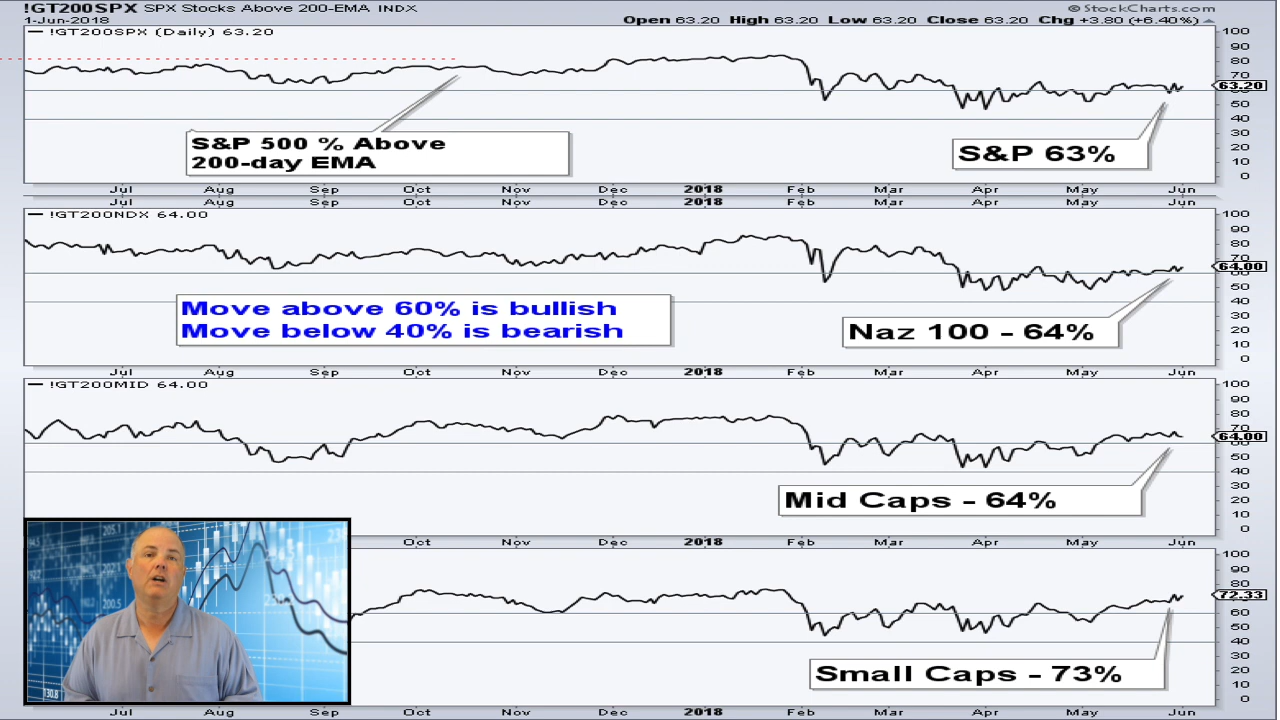 !GT200SPX SPX Stocks Above 200-EMA INDX © StockCharts.com
1-Jun-2018 Open 63.20 High 63.20 Low 63.20 Close 63.20 Chg +3.80 (+6.40%)
!GT200SPX (Daily) 63.20
100
90
80
70
63.20
50
40
30
20
10
0
S&P 500 % Above
200-day EMA
S&P 63%
Jul Aug Sep Oct Nov Dec 2018 Feb Mar Apr May Jun
Jul Aug Sep Oct Nov Dec 2018 Feb Mar Apr May Jun
!GT200NDX 64.00
100
90
80
70
64.00
50
40
30
20
10
0
Move above 60% is bullish
Move below 40% is bearish
Naz 100 - 64%
Jul Aug Sep Oct Nov Dec 2018 Feb Mar Apr May Jun
!GT200MID 64.00
100
90
80
70
64.00
50
40
30
20
10
0
Mid Caps - 64%
Oct Nov Dec 2018 Feb Mar Apr May Jun
100
90
80
72.33
60
50
40
30
20
10
0
205.1
200.5
130.8
Small Caps - 73%
Jul Aug Sep Oct Nov Dec 2018 Feb Mar Apr May Jun